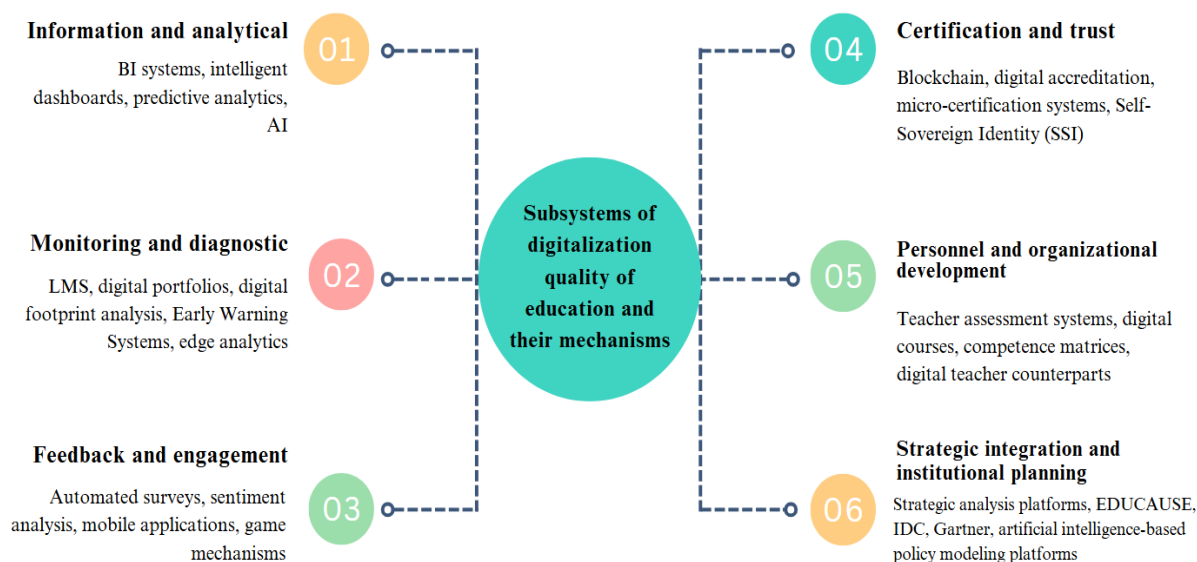 Information and analytical
01
BI systems, intelligent
dashboards, predictive analytics,
AI
Monitoring and diagnostic
02
LMS, digital portfolios, digital
footprint analysis, Early Warning
Systems, edge analytics
Feedback and engagement
03
Automated surveys, sentiment
analysis, mobile applications, game
mechanisms
Subsystems of
digitalization
quality of
education and
their mechanisms
04
Certification and trust
Blockchain, digital accreditation,
micro-certification systems, Self-
Sovereign Identity (SSI)
05
Personnel and organizational
development
Teacher assessment systems, digital
courses, competence matrices,
digital teacher counterparts
06
Strategic integration and
institutional planning
Strategic analysis platforms, EDUCAUSE,
IDC, Gartner, artificial intelligence-based
policy modeling platforms